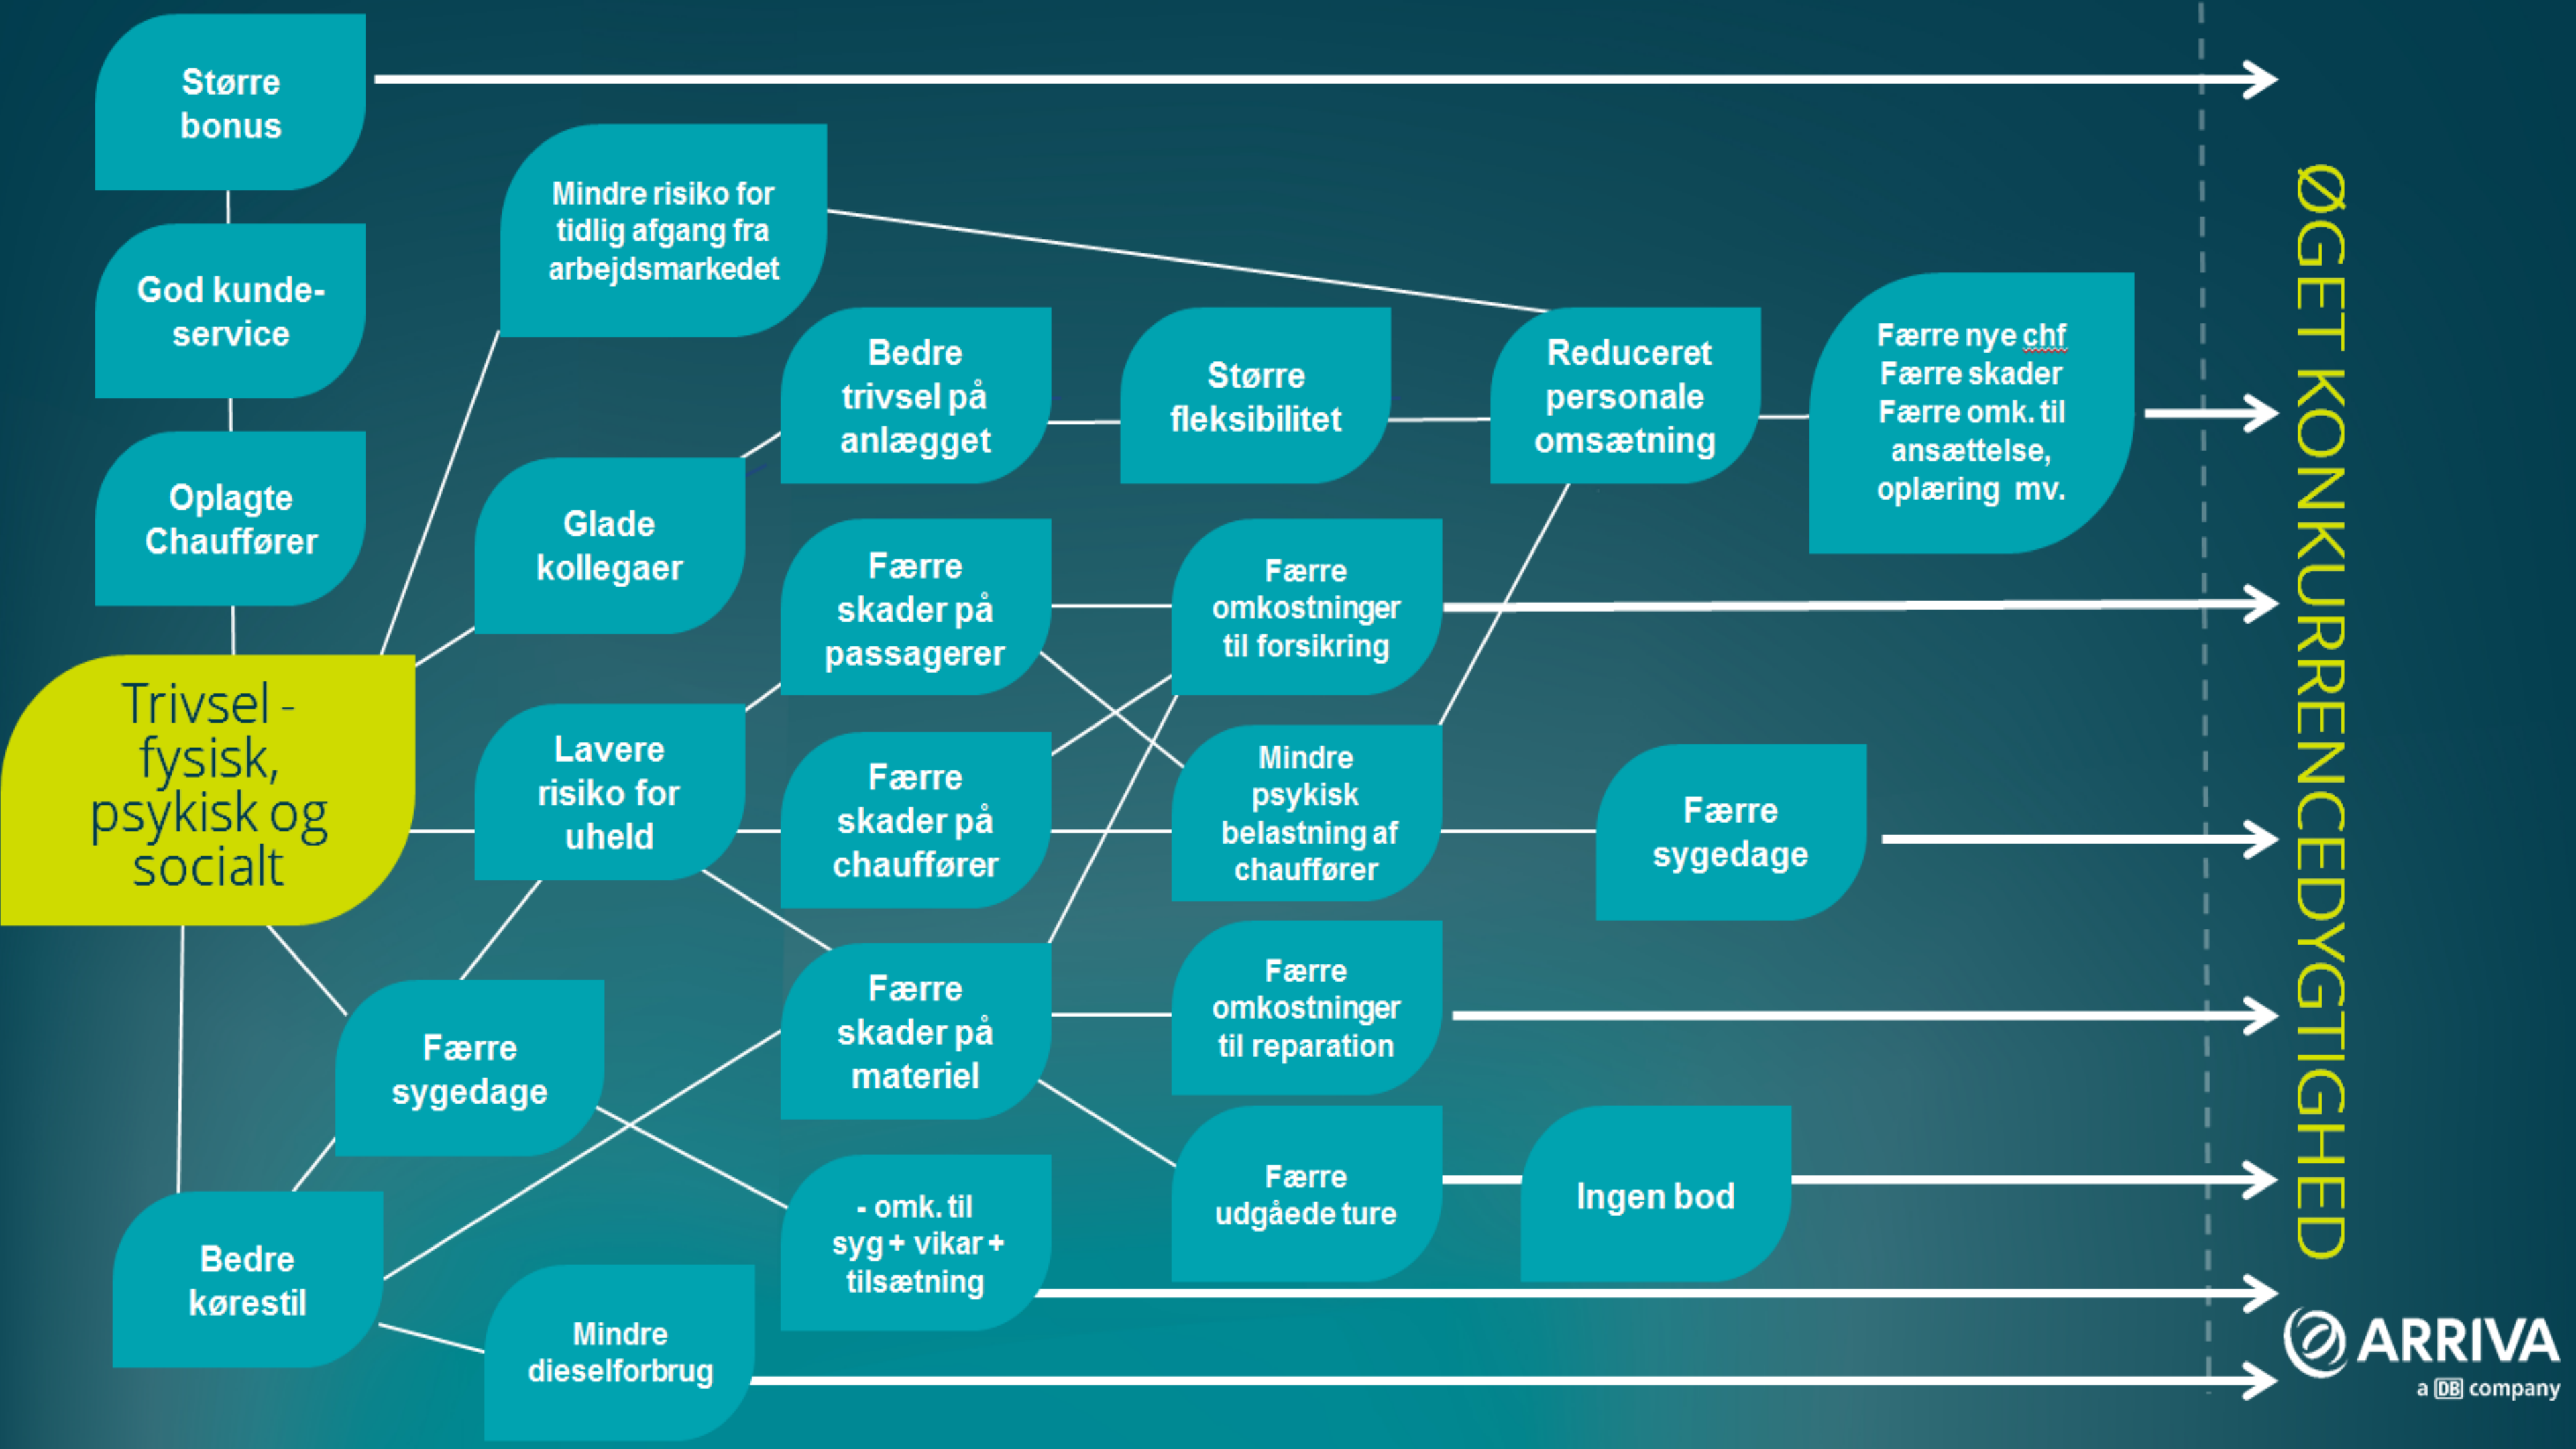 Større
bonus
God kunde-
service
Oplagte
Chauffører
Trivsel -
fysisk,
psykisk og
socialt
Mindre risiko for
tidlig afgang fra
arbejdsmarkedet
Glade
kollegaer
Lavere
risiko for
uheld
Færre
sygedage
Bedre
kørestil
Mindre
dieselforbrug
Bedre
trivsel på
anlægget
Færre
skader på
passagerer
Færre
skader på
chauffører
Færre
skader på
materiel
- omk. til
syg + vikar +
tilsætning
Større
fleksibilitet
Færre
omkostninger
til forsikring
Mindre
psykisk
belastning af
chauffører
Færre
omkostninger
til reparation
Færre
udgåede ture
Reduceret
personale
omsætning
Færre
sygedage
Ingen bod
Færre nye chf
Færre skader
Færre omk. til
ansættelse,
oplæring mv.
ØGET KONKURRENCEDYGTIGHED
ARRIVA
a DB company